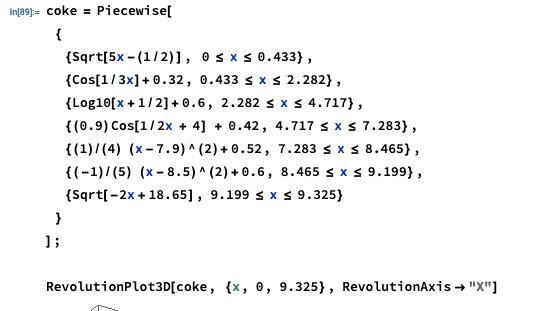 In[89]:= coke = Piecewise[
{
{Sqrt[5x-(1/2)], 0 ≤ x ≤ 0.433},
{Cos[1/3x]+0.32, 0.433 ≤ x ≤ 2.282},
{Log10[x+1/2]+0.6, 2.282 ≤ x ≤ 4.717},
{(0.9)Cos[1/2x + 4] + 0.42, 4.717 ≤ x ≤ 7.283},
{(1)/(4) (x-7.9)^(2)+0.52, 7.283 ≤ x ≤ 8.465},
{(-1)/(5) (x-8.5)^(2)+0.6, 8.465 ≤ x ≤ 9.199},
{Sqrt[-2x+18.65], 9.199 ≤ x ≤ 9.325}
}
];
RevolutionPlot3D[coke, {x, 0, 9.325}, RevolutionAxis→"X"]